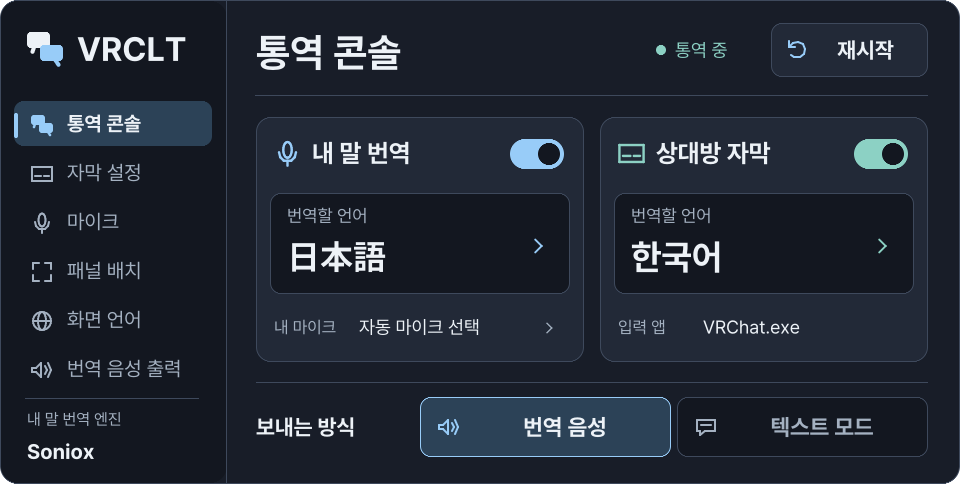 VRCLT
통역 콘솔
자막 설정
마이크
패널 배치
화면 언어
번역 음성 출력
내 말 번역 엔진
Soniox
통역 콘솔
통역 중
재시작
내 말 번역
번역할 언어
日本語
내 마이크 자동 마이크 선택
상대방 자막
번역할 언어
한국어
입력 앱 VRChat.exe
보내는 방식
번역 음성
텍스트 모드